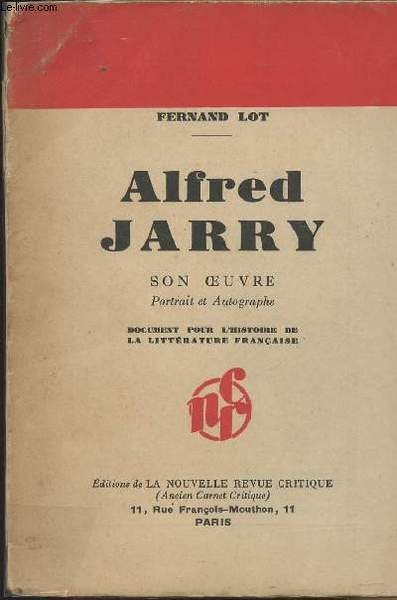 Le-livre.com
FERNAND LOT
Alfred
JARRY
SON ŒUVRE
Portrait et Autographe
DOCUMENT POUR L'HISTOIRE DE
LA LITTÉRATURE FRANÇAISE
ncr
Éditions de LA NOUVELLE REVUE CRITIQUE
(Ancien Carnet Critique)
11, Rue François-Mouthon, 11
PARIS